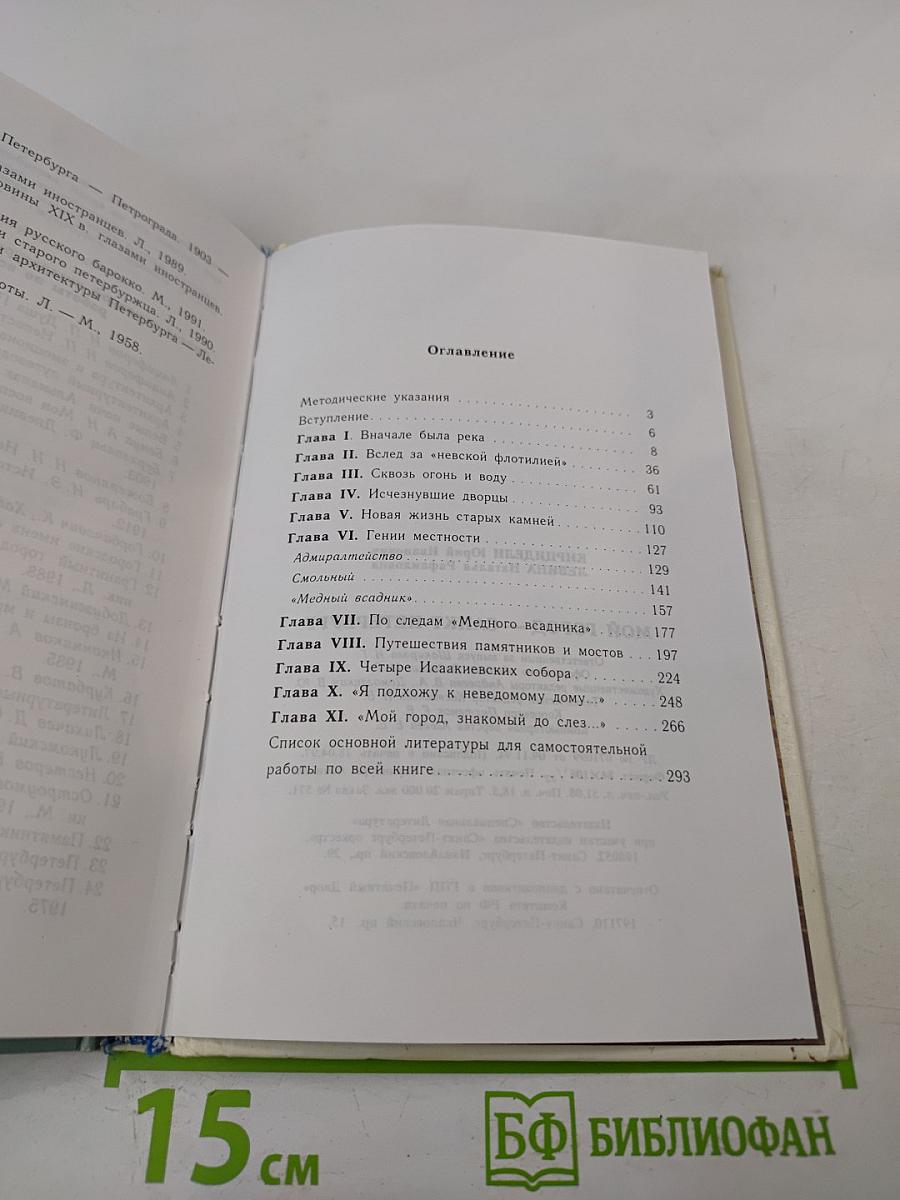 Петербурга — Петрограда. 1903 —
глазами иностранцев. Л., 1989.
XIX в. глазами иностранцев.
русского барокко. М., 1991.
старого петербуржца. Л., 1990.
архитектуры Петербурга — Ле-
Л. — М., 1958.
Оглавление
Методические указания . . . . . . . . . . . . . . . . . . . 3
Вступление. . . . . . . . . . . . . . . . . . . . . . . . . . . 6
Глава I. Вначале была река . . . . . . . . . . . . . . . . 8
Глава II. Вслед за «невской флотилией» . . . . . . . . 36
Глава III. Сквозь огонь и воду . . . . . . . . . . . . . . 61
Глава IV. Исчезнувшие дворцы . . . . . . . . . . . . . . 93
Глава V. Новая жизнь старых камней . . . . . . . . . . 110
Глава VI. Гении местности . . . . . . . . . . . . . . . . . 127
Адмиралтейство . . . . . . . . . . . . . . . . . . . . . . . . 129
Смольный . . . . . . . . . . . . . . . . . . . . . . . . . . . . 141
«Медный всадник» . . . . . . . . . . . . . . . . . . . . . . 157
Глава VII. По следам «Медного всадника» . . . . . . 177
Глава VIII. Путешествия памятников и мостов . . . 197
Глава IX. Четыре Исаакиевских собора . . . . . . . . 224
Глава X. «Я подхожу к неведомому дому...» . . . . . 248
Глава XI. «Мой город, знакомый до слез...» . . . . . 266
Список основной литературы для самостоятельной
работы по всей книге . . . . . . . . . . . . . . . . . . . . 293
15 см
БФ БИБЛИОФАН